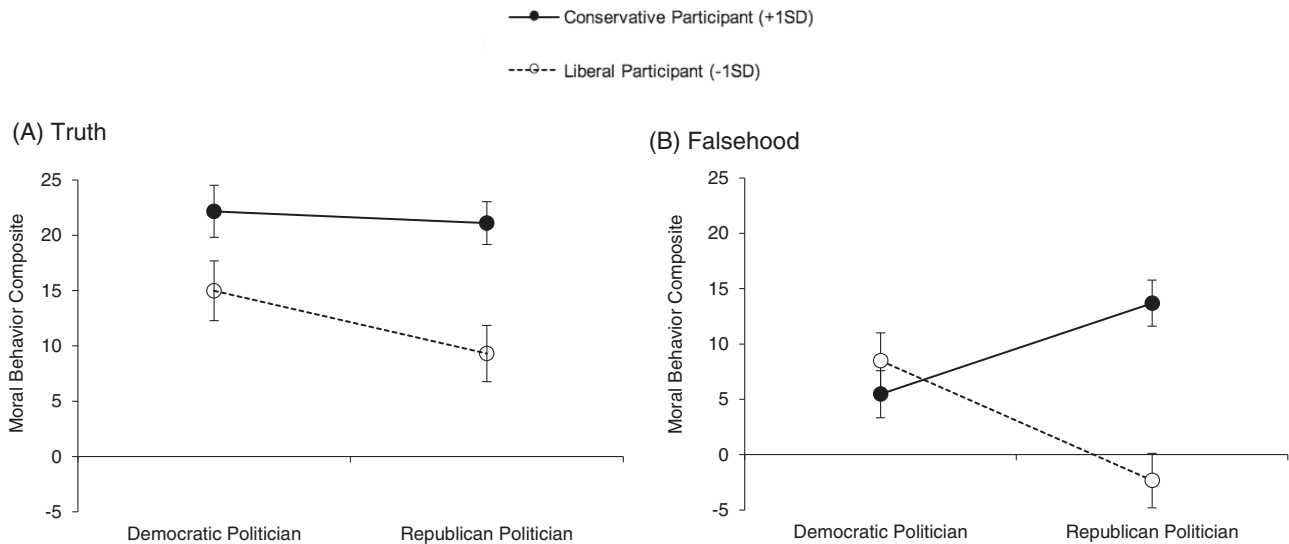 Conservative Participant (+1SD)
Liberal Participant (-1SD)
(A) Truth
Moral Behavior Composite
25
20
15
10
5
0
-5
Democratic Politician Republican Politician
(B) Falsehood
Moral Behavior Composite
25
20
15
10
5
0
-5
Democratic Politician Republican Politician